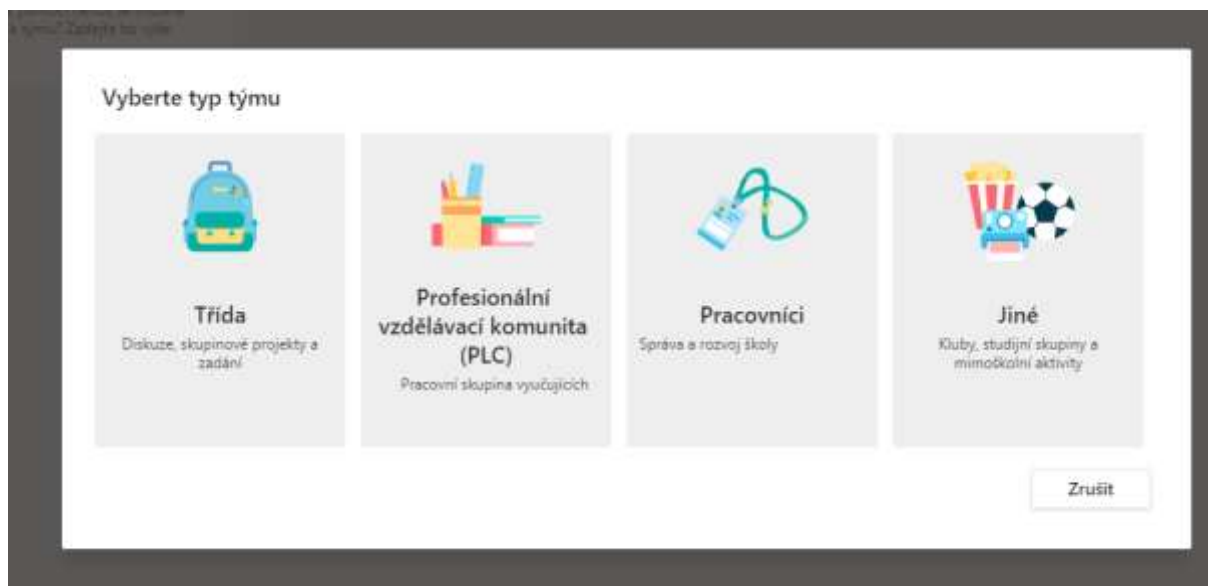 Vyberte typ týmu
Třída
Diskuze, skupinové projekty a
zadání
Profesionální
vzdělávací komunita
(PLC)
Pracovní skupina vyučujících
Pracovníci
Správa a rozvoj školy
Jiné
Kluby, studijní skupiny a
mimoškolní aktivity
Zrušit